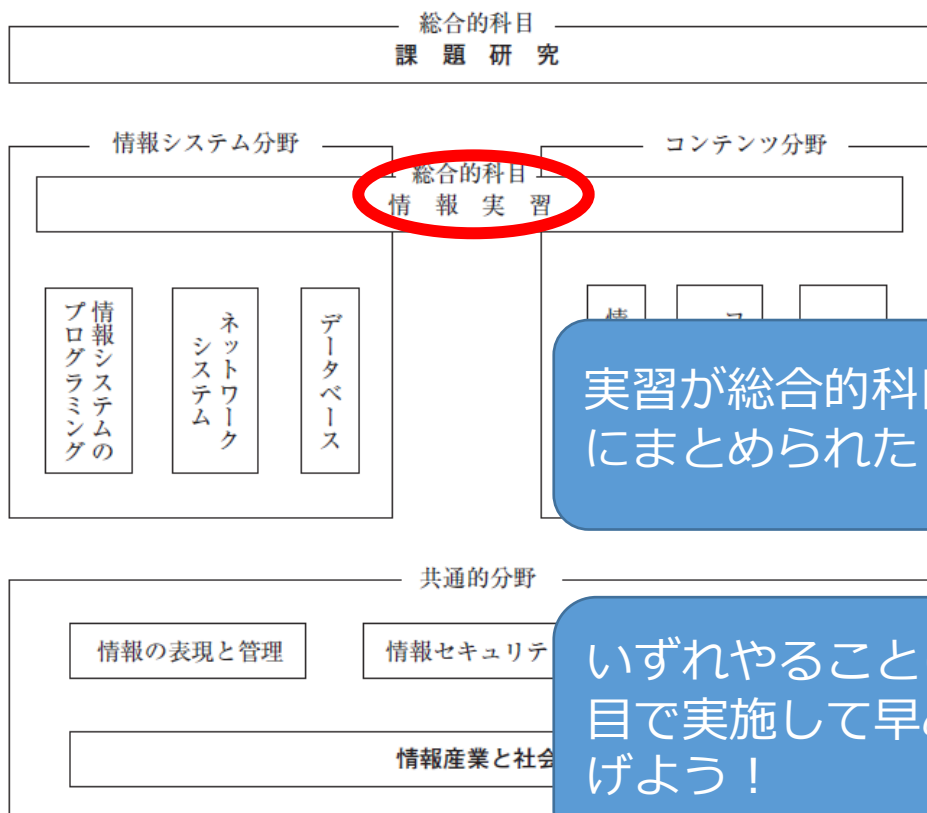 総合的科目
課題研究
情報システム分野
コンテンツ分野
総合的科目
情報実習
情報システムの
プログラミング
ネットワーク
システム
データベース
実習が総合的科
にまとめられた
共通的分野
情報の表現と管理
情報セキュリテ
いずれやること
目で実施して早
げよう！
情報産業と社会